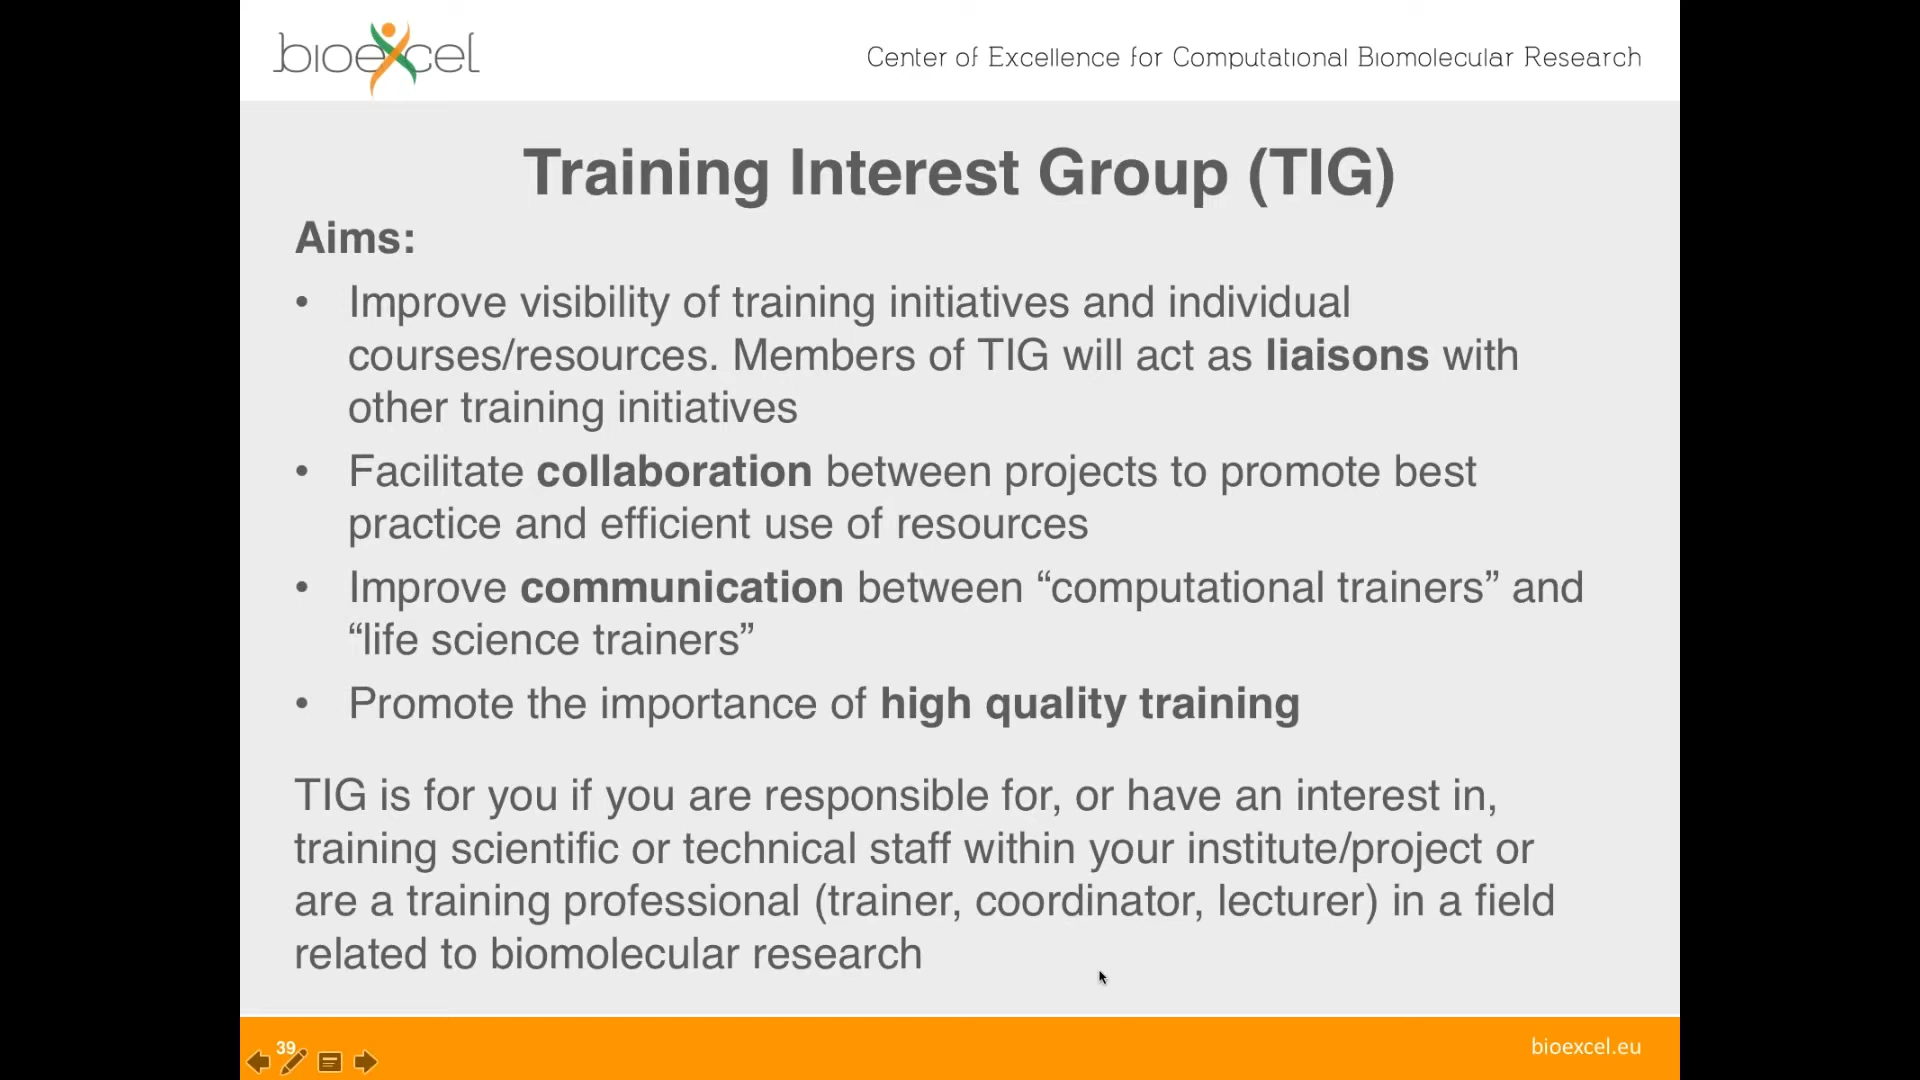 bioexcel
Center of Excellence for Computational Biomolecular Research
Training Interest Group (TIG)
Aims:
• Improve visibility of training initiatives and individual
courses/resources. Members of TIG will act as liaisons with
other training initiatives
• Facilitate collaboration between projects to promote best
practice and efficient use of resources
• Improve communication between “computational trainers” and
“life science trainers”
• Promote the importance of high quality training
TIG is for you if you are responsible for, or have an interest in,
training scientific or technical staff within your institute/project or
are a training professional (trainer, coordinator, lecturer) in a field
related to biomolecular research
39
bioexcel.eu